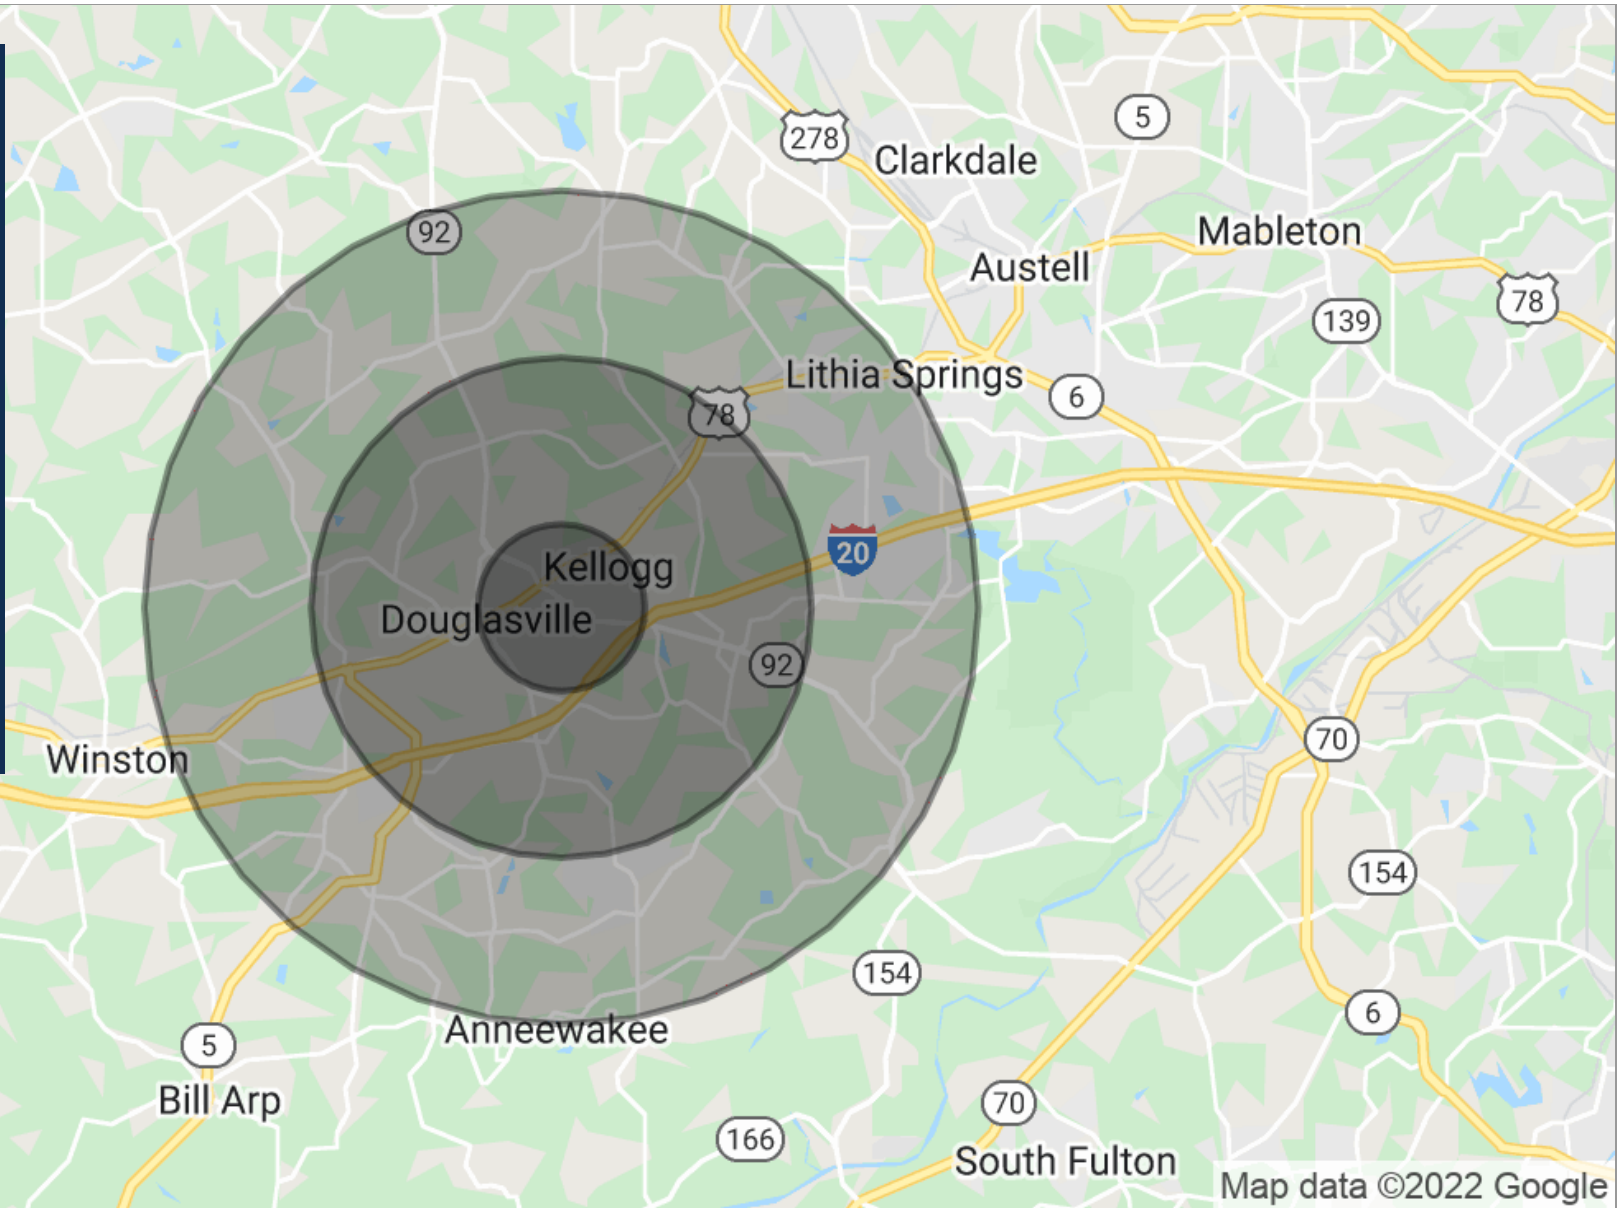 5
278
Clarkdale
92
Mableton
Austell
78
139
Lithia Springs
6
78
20
Kellogg
Douglasville
92
70
Winston
154
154
6
Anneewakee
5
Bill Arp
70
166
South Fulton
Map data ©2022 Google